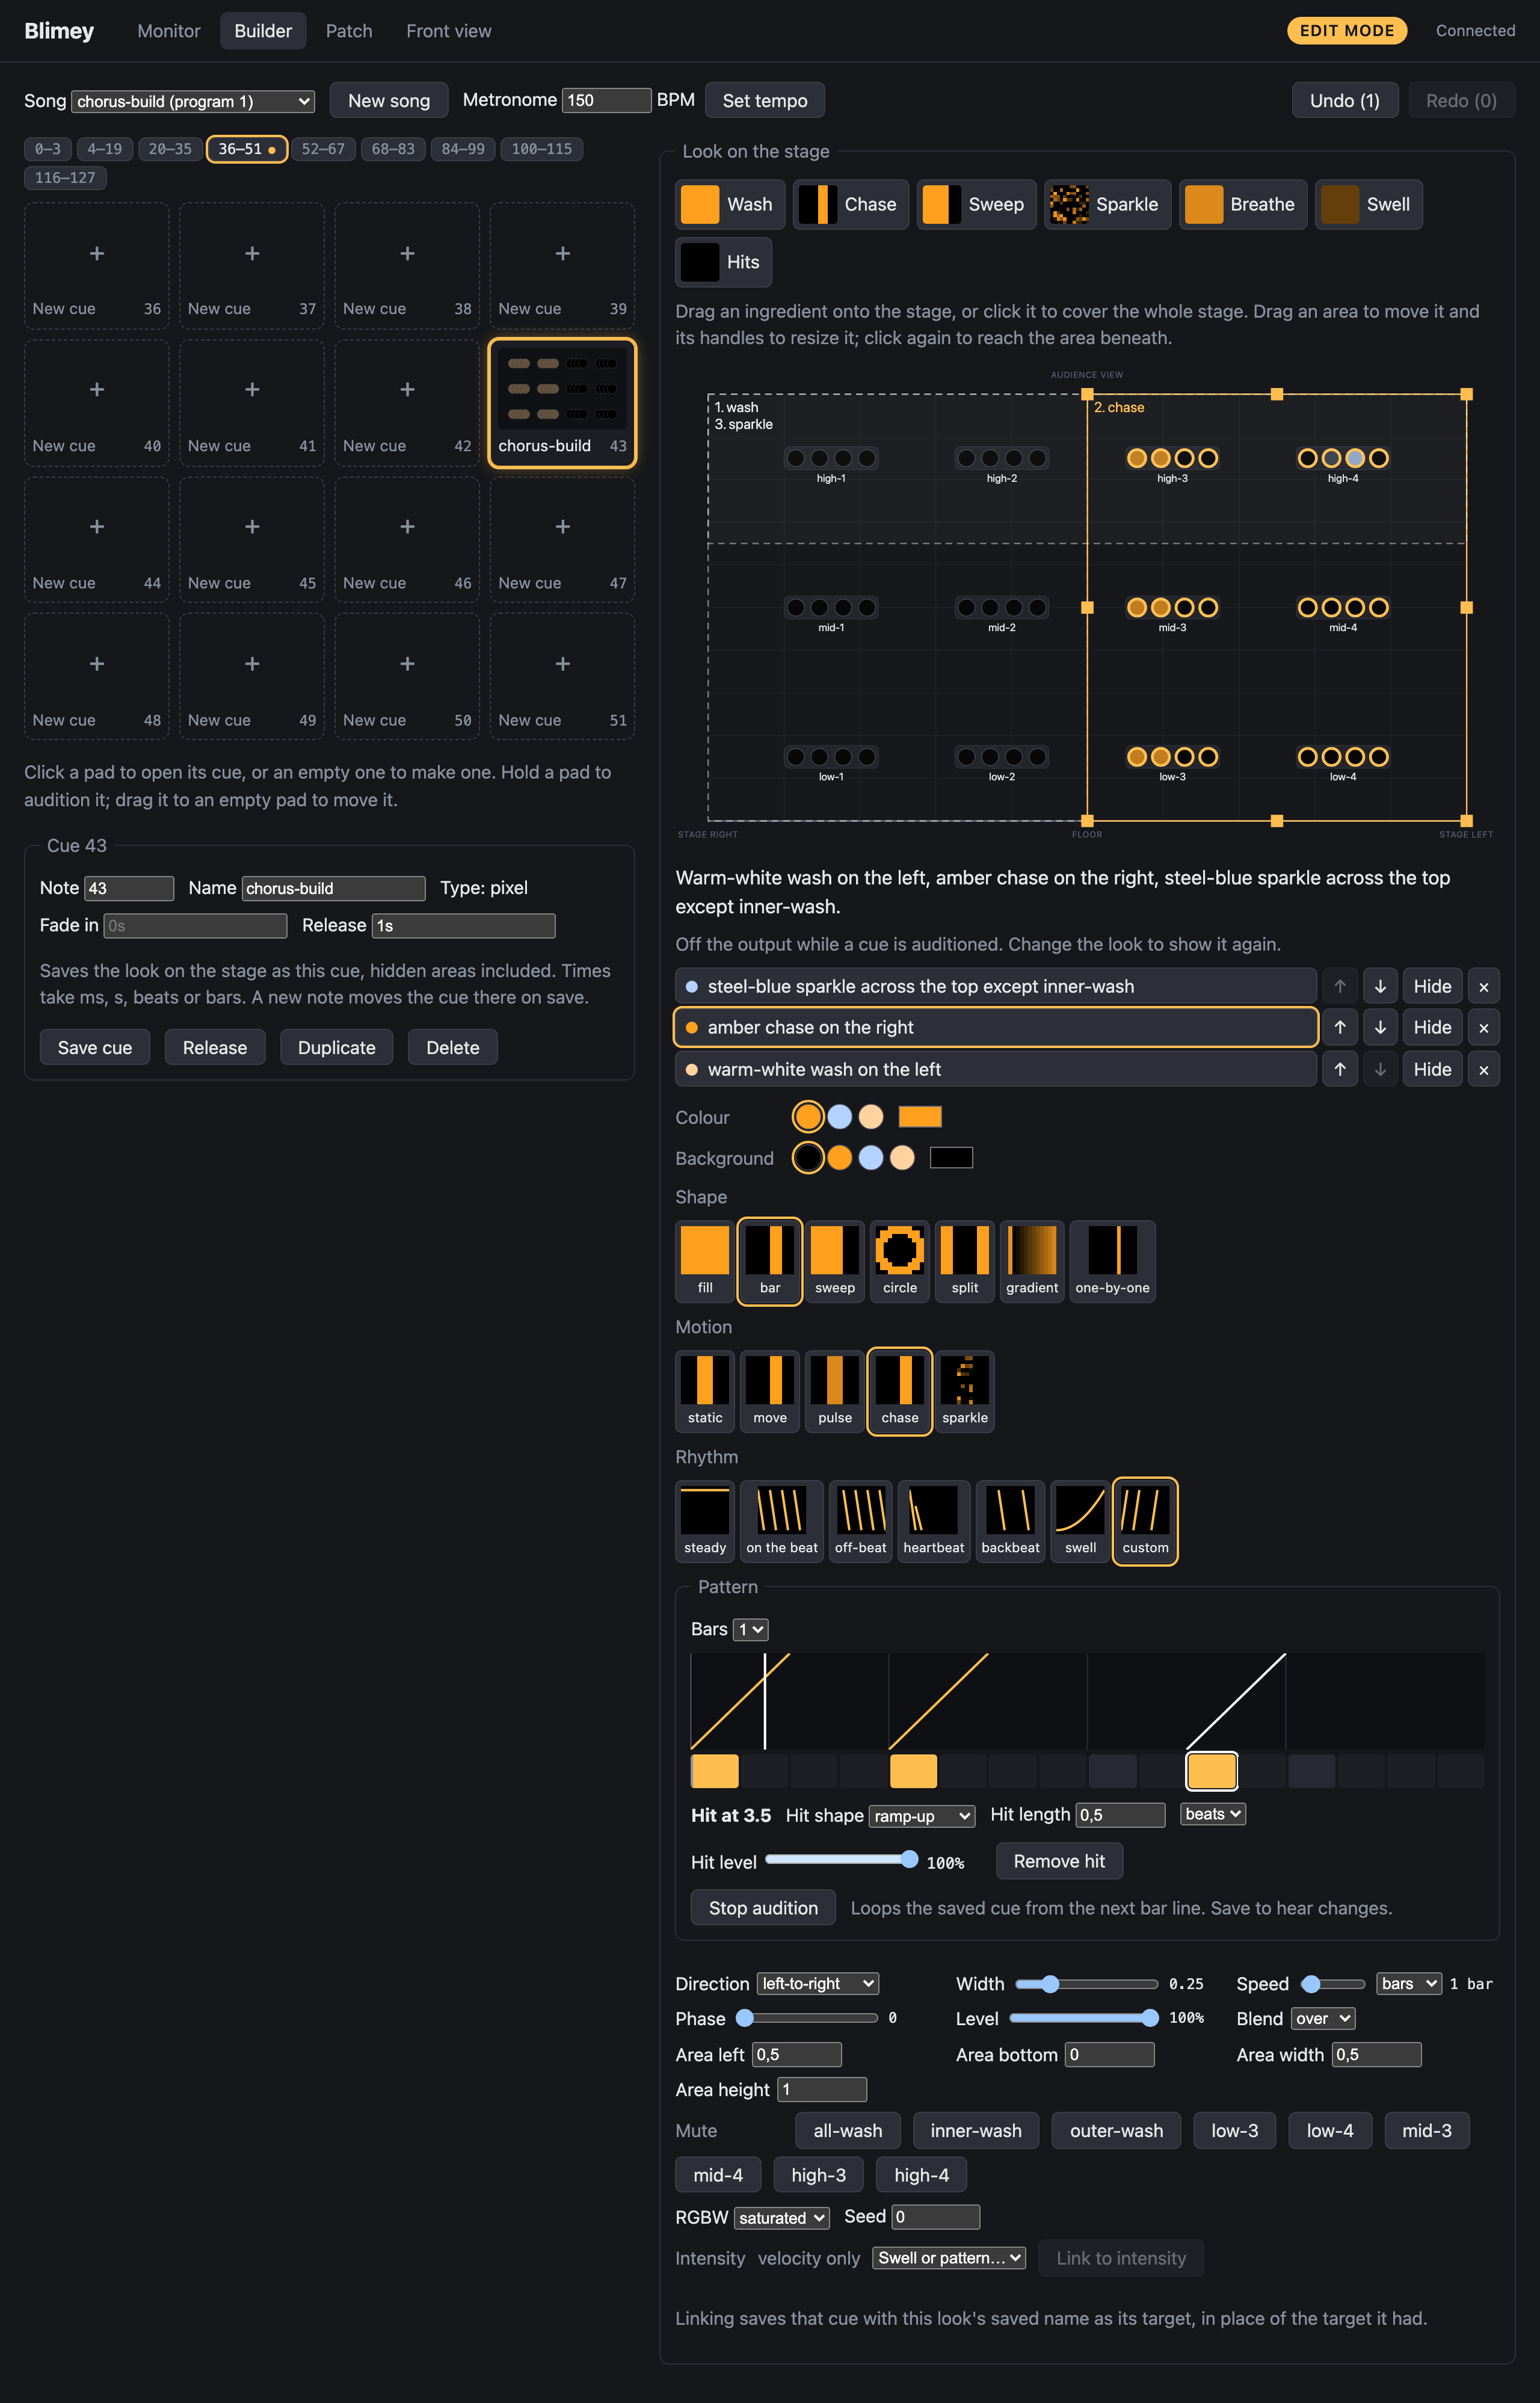 Blimey Monitor Builder Patch Front view EDIT MODE Connected
Song chorus-build (program 1) New song Metronome 150 BPM Set tempo Undo (1) Redo (0)
0–3 4–19 20–35 36–51 52–67 68–83 84–99 100–115
116–127
+ + + +
New cue 36 New cue 37 New cue 38 New cue 39
+ + +
New cue 40 New cue 41 New cue 42 chorus-build 43
+ + + +
New cue 44 New cue 45 New cue 46 New cue 47
+ + + +
New cue 48 New cue 49 New cue 50 New cue 51
Click a pad to open its cue, or an empty one to make one. Hold a pad to
audition it; drag it to an empty pad to move it.
Cue 43
Note 43 Name chorus-build Type: pixel
Fade in 0s Release 1s
Saves the look on the stage as this cue, hidden areas included. Times
take ms, s, beats or bars. A new note moves the cue there on save.
Save cue Release Duplicate Delete
Look on the stage
Wash Chase Sweep Sparkle Breathe Swell
Hits
Drag an ingredient onto the stage, or click it to cover the whole stage. Drag an area to move it and
its handles to resize it; click again to reach the area beneath.
AUDIENCE VIEW
1. wash 2. chase
3. sparkle
high-1 high-2 high-3 high-4
mid-1 mid-2 mid-3 mid-4
low-1 low-2 low-3 low-4
STAGE RIGHT FLOOR STAGE LEFT
Warm-white wash on the left, amber chase on the right, steel-blue sparkle across the top
except inner-wash.
Off the output while a cue is auditioned. Change the look to show it again.
steel-blue sparkle across the top except inner-wash ↑ ↓ Hide ×
amber chase on the right ↑ ↓ Hide ×
warm-white wash on the left ↑ ↓ Hide ×
Colour
Background
Shape
fill bar sweep circle split gradient one-by-one
Motion
static move pulse chase sparkle
Rhythm
steady on the beat off-beat heartbeat backbeat swell custom
Pattern
Bars 1
Hit at 3.5 Hit shape ramp-up Hit length 0,5 beats
Hit level 100% Remove hit
Stop audition Loops the saved cue from the next bar line. Save to hear changes.
Direction left-to-right Width 0.25 Speed bars 1 bar
Phase 0 Level 100% Blend over
Area left 0,5 Area bottom 0 Area width 0,5
Area height 1
Mute all-wash inner-wash outer-wash low-3 low-4 mid-3
mid-4 high-3 high-4
RGBW saturated Seed 0
Intensity velocity only Swell or pattern... Link to intensity
Linking saves that cue with this look's saved name as its target, in place of the target it had.